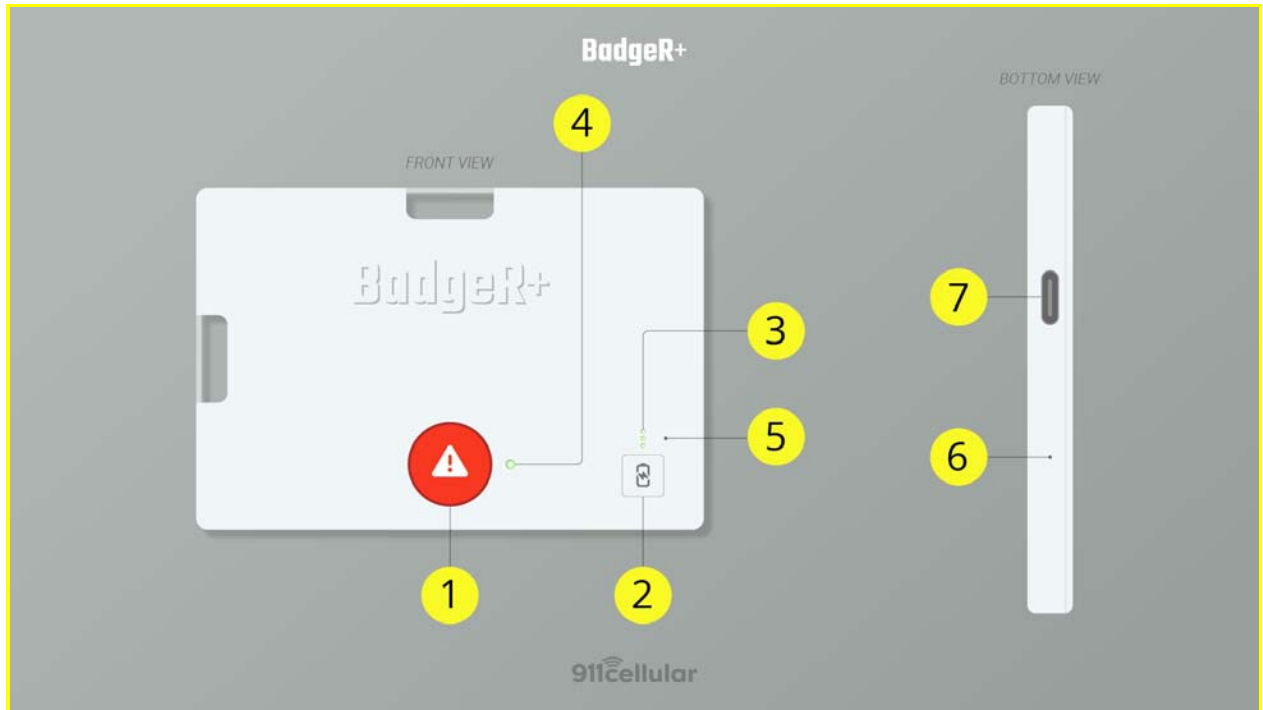 BadgeR+
BOTTOM VIEW
4
FRONT VIEW
BadgeR+
7
3
5
6
1
2
911cellular